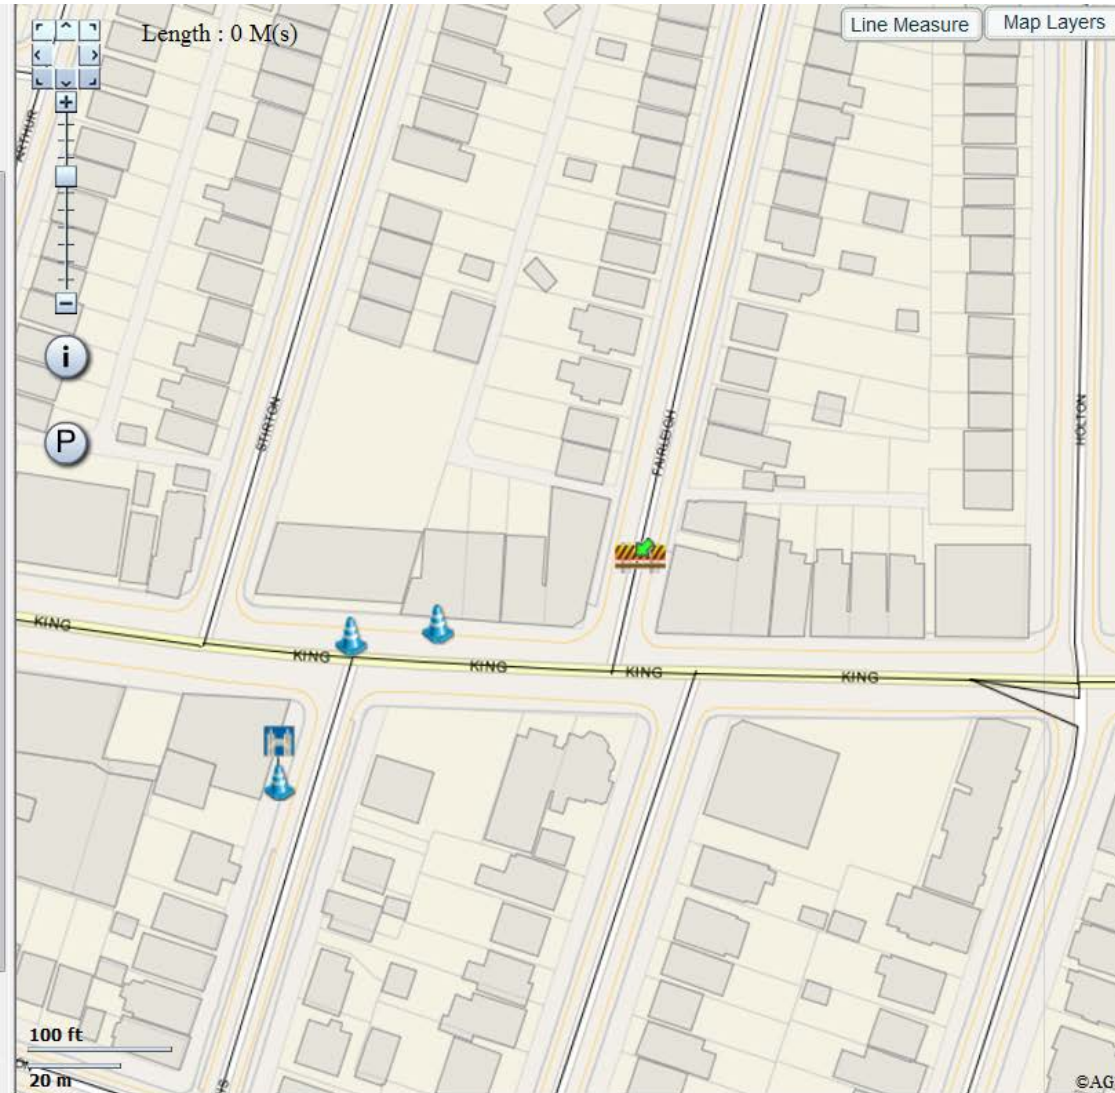 Length : 0 M(s)
Line Measure
Map Layers
ARTHUR
i
P
STIRTON
FAIRLEIGH
HOLTON
KING
KING
KING
KING
KING
100 ft
20 m
©AG